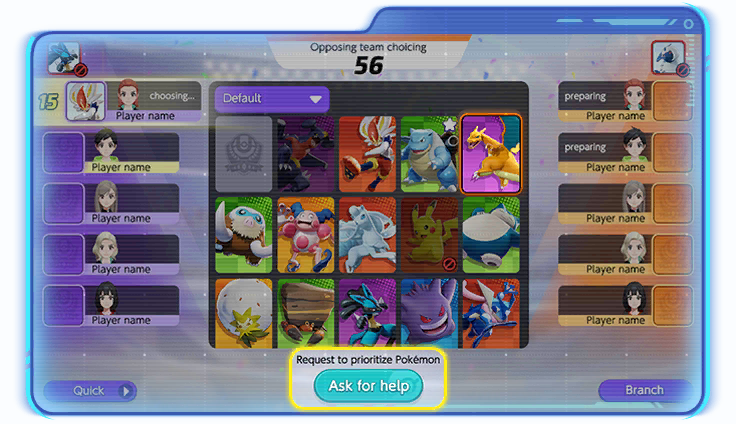 Opposing team choicing
56
15
choosing...
Player name
Player name
Player name
Player name
Player name
Default
preparing
Player name
preparing
Player name
Player name
Player name
Player name
Request to prioritize Pokémon
Ask for help
Quick
Branch